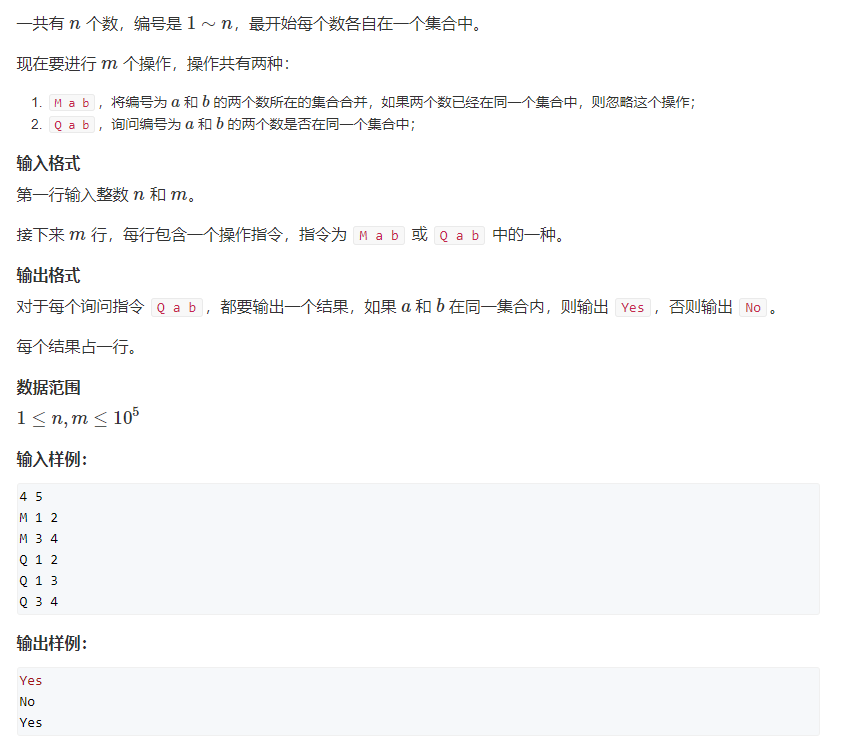 一共有 n 个数，编号是 1 ∼ n，最开始每个数各自在一个集合中。
现在要进行 m 个操作，操作共有两种：
1. M a b ，将编号为 a 和 b 的两个数所在的集合合并，如果两个数已经在同一个集合中，则忽略这个操作；
2. Q a b ，询问编号为 a 和 b 的两个数是否在同一个集合中；
输入格式
第一行输入整数 n 和 m。
接下来 m 行，每行包含一个操作指令，指令为 M a b 或 Q a b 中的一种。
输出格式
对于每个询问指令 Q a b ，都要输出一个结果，如果 a 和 b 在同一集合内，则输出 Yes ，否则输出 No 。
每个结果占一行。
数据范围
1 ≤ n, m ≤ 10⁵
输入样例：
4 5
M 1 2
M 3 4
Q 1 2
Q 1 3
Q 3 4
输出样例：
Yes
No
Yes